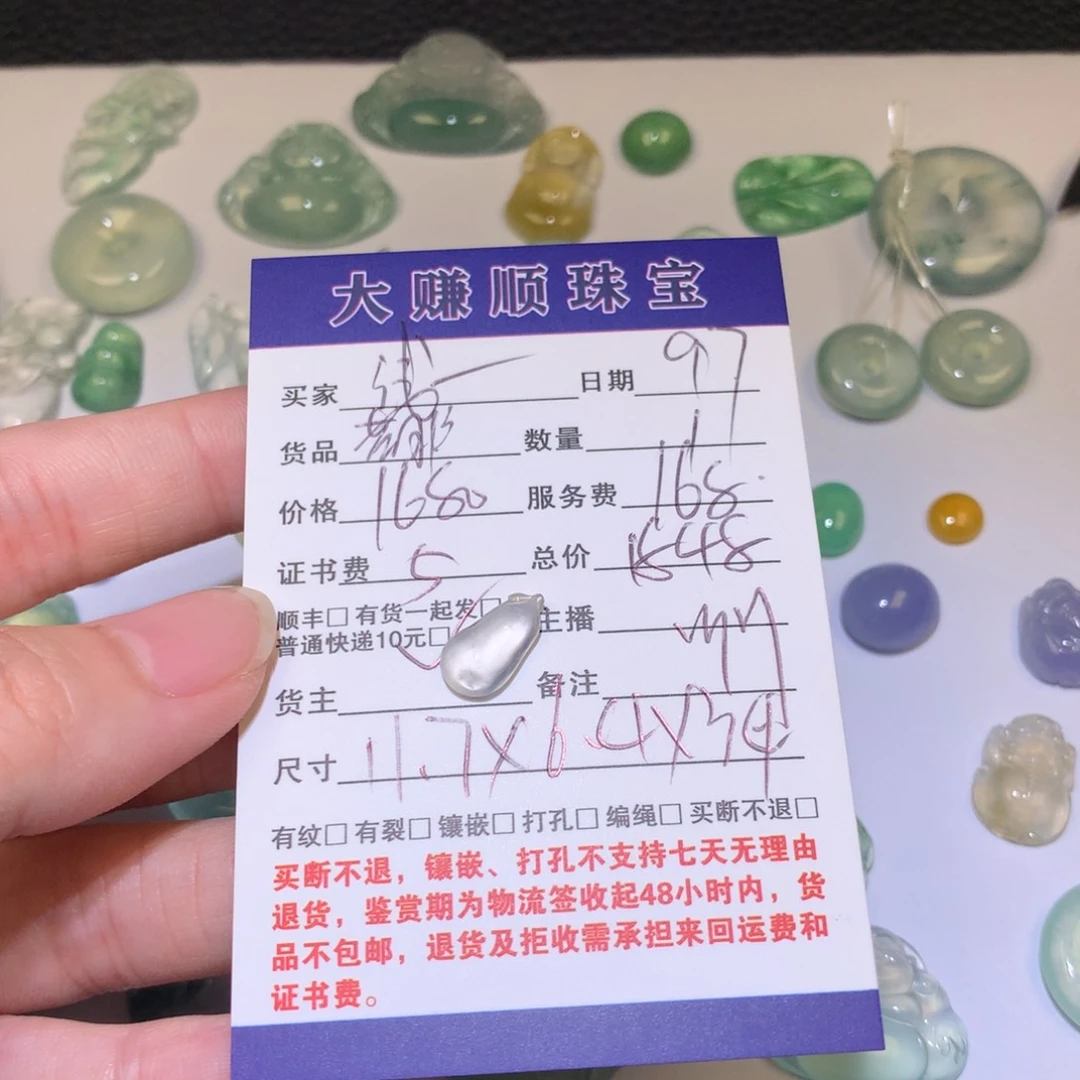 大赚顺珠宝
买家 日期 97
货品 数量 1
价格 1680 服务费 168
证书费 5 总价 1848
顺丰□ 有货一起发□ 主播 yy
普通快递10元□
货主 备注
尺寸 11.7X6.4X34
有纹□ 有裂□ 镶嵌□ 打孔□ 编绳□ 买断不退□
买断不退，镶嵌、打孔不支持七天无理由
退货，鉴赏期为物流签收起48小时内，货
品不包邮，退货及拒收需承担来回运费和
证书费。